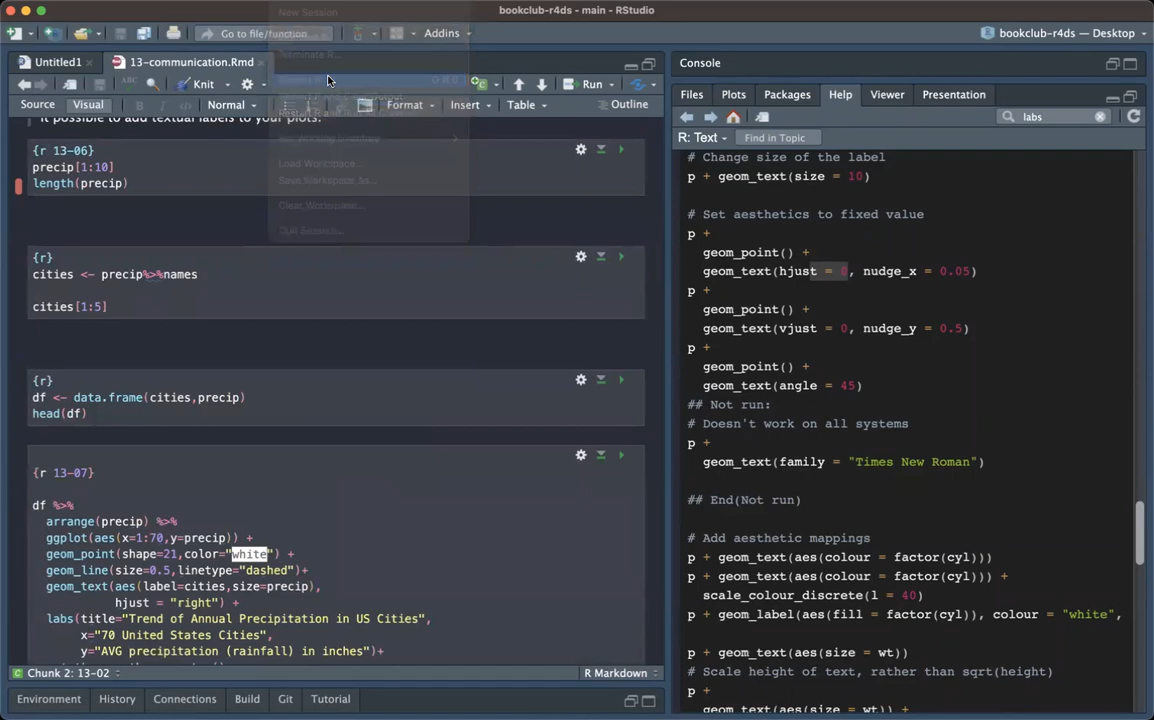 bookclub-r4ds - main - RStudio
Go to file/function
Addins
bookclub-r4ds — Desktop
Untitled1
13-communication.Rmd
Knit
Run
Source
Visual
Normal
Format
Insert
Table
Outline
New Session
Terminate R...
Load Workspace...
Save Workspace As...
Clear Workspace...
Quit Session...
It possible to add textual labels to your plots.
{r 13-06}
precip[1:10]
length(precip)
{r}
cities <- precip%>%names
cities[1:5]
{r}
df <- data.frame(cities,precip)
head(df)
{r 13-07}
df %>%
arrange(precip) %>%
ggplot(aes(x=1:70,y=precip)) +
geom_point(shape=21,color="white") +
geom_line(size=0.5,linetype="dashed")+
geom_text(aes(label=cities,size=precip),
hjust = "right") +
labs(title="Trend of Annual Precipitation in US Cities",
x="70 United States Cities",
y="AVG precipitation (rainfall) in inches")+
Chunk 2: 13-02
R Markdown
Environment
History
Connections
Build
Git
Tutorial
Console
Files
Plots
Packages
Help
Viewer
Presentation
labs
R: Text
Find in Topic
# Change size of the label
p + geom_text(size = 10)
# Set aesthetics to fixed value
p +
geom_point() +
geom_text(hjust = 0, nudge_x = 0.05)
p +
geom_point() +
geom_text(vjust = 0, nudge_y = 0.5)
p +
geom_point() +
geom_text(angle = 45)
## Not run:
# Doesn't work on all systems
p +
geom_text(family = "Times New Roman")
## End(Not run)
# Add aesthetic mappings
p + geom_text(aes(colour = factor(cyl)))
p + geom_text(aes(colour = factor(cyl))) +
scale_colour_discrete(l = 40)
p + geom_label(aes(fill = factor(cyl)), colour = "white",
p + geom_text(aes(size = wt))
# Scale height of text, rather than sqrt(height)
p +
geom_text(aes(size = wt)) +